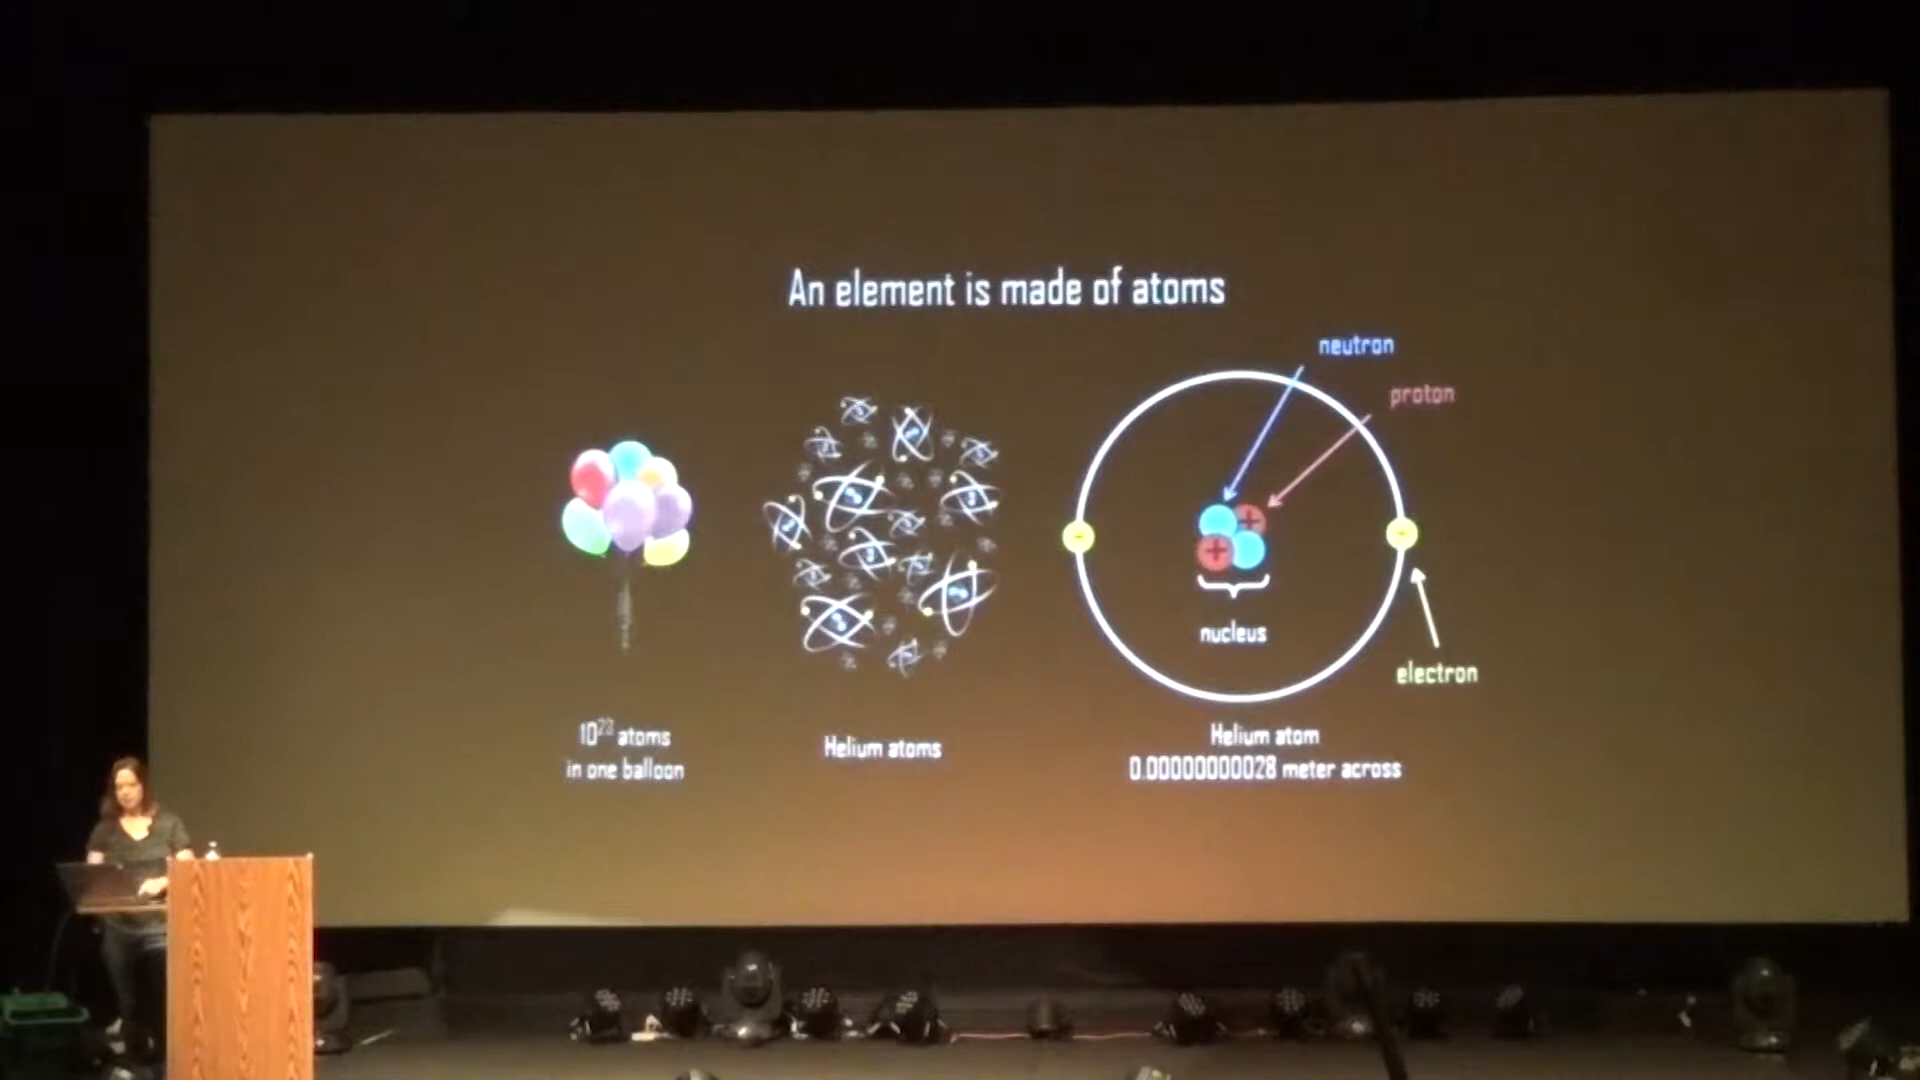 An element is made of atoms
neutron
proton
nucleus
electron
atoms
in one balloon
Helium atoms
Helium atom
0.00000000028 meter across